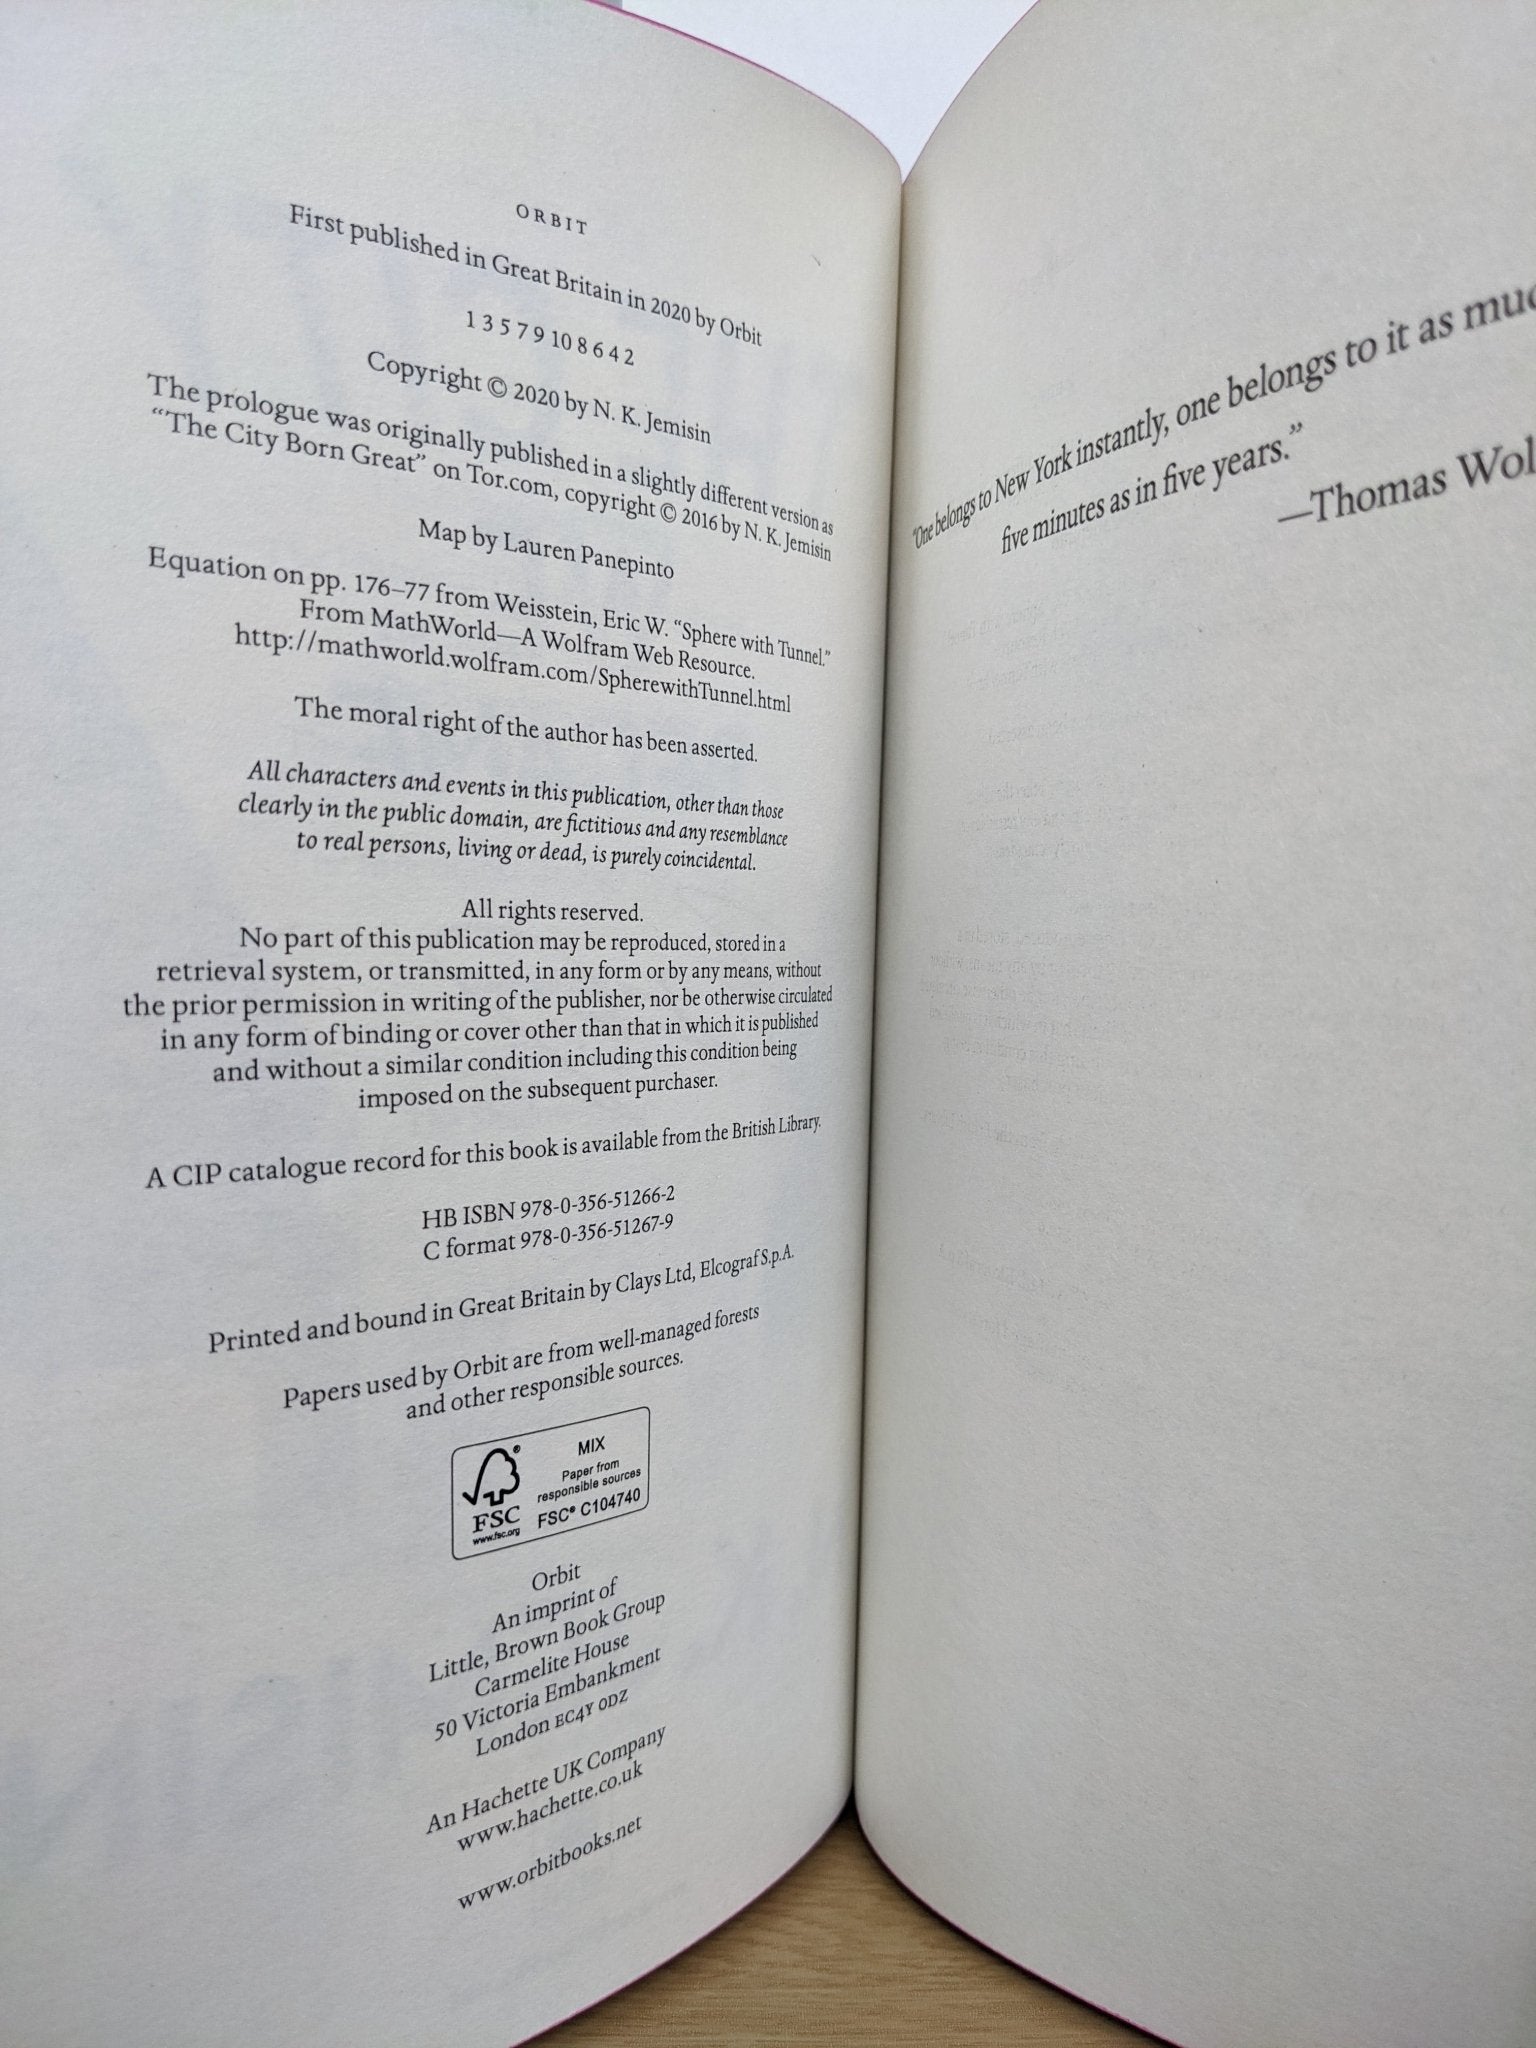 ORBIT
First published in Great Britain in 2020 by Orbit
1 3 5 7 9 10 8 6 4 2
Copyright © 2020 by N. K. Jemisin
The prologue was originally published in a slightly different version as
“‘The City Born Great” on Tor.com, copyright © 2016 by N. K. Jemisin
Map by Lauren Panepinto
Equation on pp. 176–77 from Weisstein, Eric W. “Sphere with Tunnel.”
From MathWorld—A Wolfram Web Resource.
http://mathworld.wolfram.com/SpherewithTunnel.html
The moral right of the author has been asserted.
All characters and events in this publication, other than those
clearly in the public domain, are fictitious and any resemblance
to real persons, living or dead, is purely coincidental.
All rights reserved.
No part of this publication may be reproduced, stored in a
retrieval system, or transmitted, in any form or by any means, without
the prior permission in writing of the publisher, nor be otherwise circulated
in any form of binding or cover other than that in which it is published
and without a similar condition including this condition being
imposed on the subsequent purchaser.
A CIP catalogue record for this book is available from the British Library.
HB ISBN 978-0-356-51266-2
C format 978-0-356-51267-9
Printed and bound in Great Britain by Clays Ltd, Elcograf S.p.A.
Papers used by Orbit are from well-managed forests
and other responsible sources.
MIX
Paper from
responsible sources
FSC® C104740
FSC
www.fsc.org
Orbit
An imprint of
Little, Brown Book Group
Carmelite House
50 Victoria Embankment
London EC4Y 0DZ
An Hachette UK Company
www.hachette.co.uk
www.orbitbooks.net
“One belongs to New York instantly, one belongs to it as
five minutes as in five years.”
—Thomas